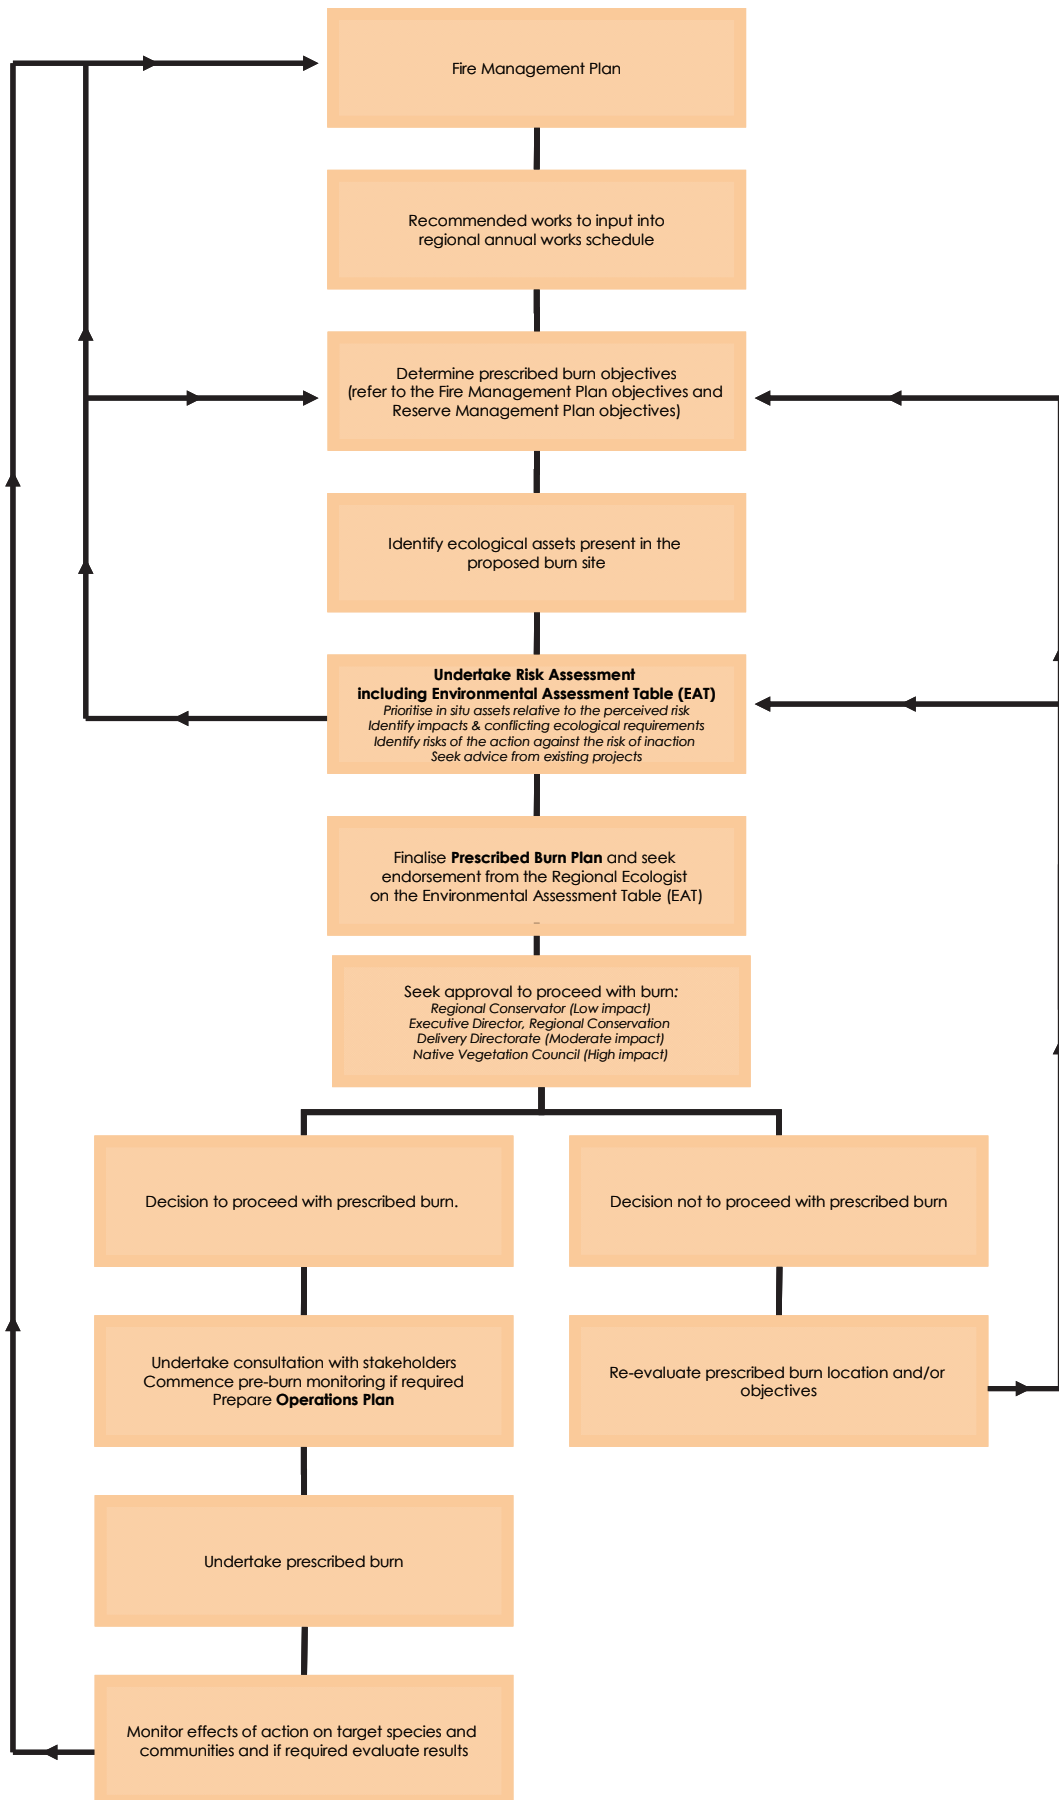 Fire Management Plan
Recommended works to input into
regional annual works schedule
Determine prescribed burn objectives
(refer to the Fire Management Plan objectives and
Reserve Management Plan objectives)
Identify ecological assets present in the
proposed burn site
Undertake Risk Assessment
including Environmental Assessment Table (EAT)
Prioritise in situ assets relative to the perceived risk
Identify impacts & conflicting ecological requirements
Identify risks of the action against the risk of inaction
Seek advice from existing projects
Finalise Prescribed Burn Plan and seek
endorsement from the Regional Ecologist
on the Environmental Assessment Table (EAT)
Seek approval to proceed with burn:
Regional Conservator (Low impact)
Executive Director, Regional Conservation
Delivery Directorate (Moderate impact)
Native Vegetation Council (High impact)
Decision to proceed with prescribed burn.
Decision not to proceed with prescribed burn
Undertake consultation with stakeholders
Commence pre-burn monitoring if required
Prepare Operations Plan
Re-evaluate prescribed burn location and/or
objectives
Undertake prescribed burn
Monitor effects of action on target species and
communities and if required evaluate results